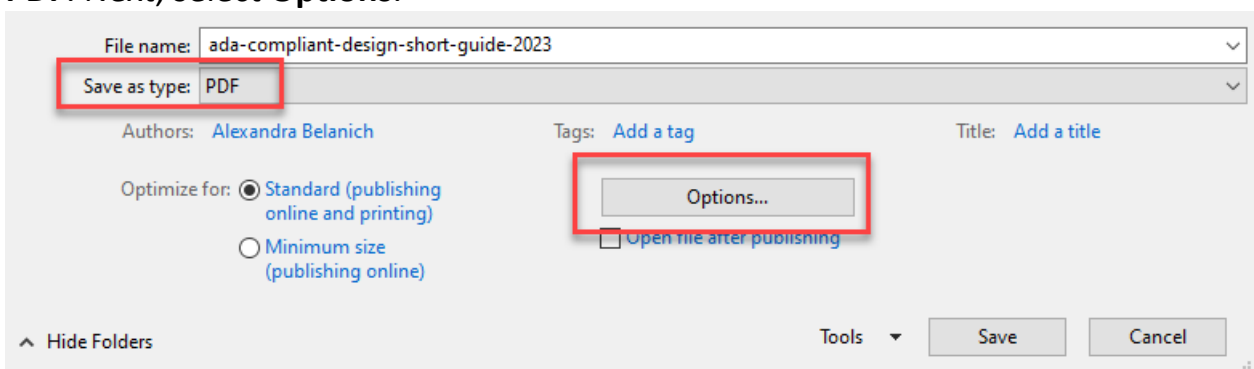 File name: ada-compliant-design-short-guide-2023
Save as type: PDF
Authors: Alexandra Belanich Tags: Add a tag Title: Add a title
Optimize for: Standard (publishing
online and printing)
Options...
Minimum size
(publishing online)
Open file after publishing
Hide Folders Tools Save Cancel